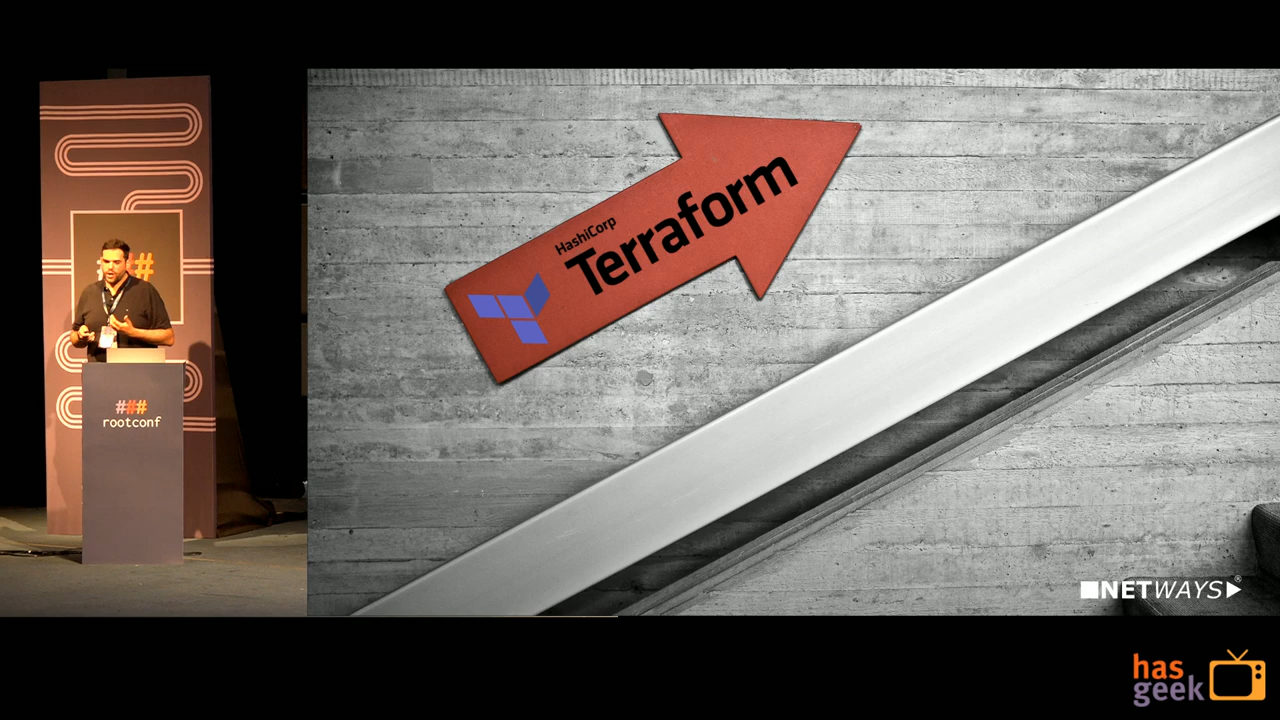 ##
###
rootconf
HashiCorp
Terraform
NETWAYS®
has
geek